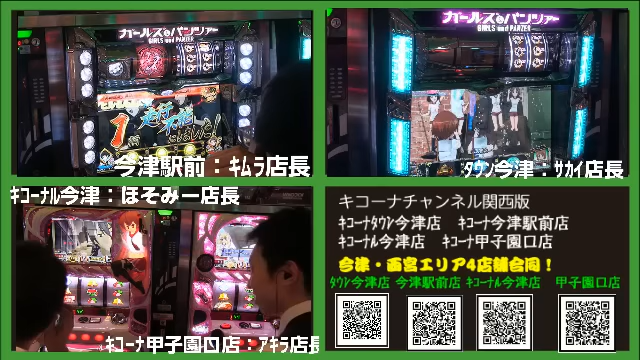 ガールズ&パンツァー
GIRLS und PANZER
今津駅前：ｷﾑﾗ店長
ガールズ&パンツァー
GIRLS und PANZER
ﾀｳﾝ今津：ｻｶｲ店長
ｷｺｰﾅﾙ今津：ほそみー店長
ｷｺｰﾅ甲子園口店：ｱｷﾗ店長
キコーナチャンネル関西版
ｷｺｰﾅﾀｳﾝ今津店 ｷｺｰﾅ今津駅前店
ｷｺｰﾅﾙ今津店 ｷｺｰﾅ甲子園口店
今津・西宮エリア4店舗合同！
ﾀｳﾝ今津店 今津駅前店 ｷｺｰﾅﾙ今津店 甲子園口店